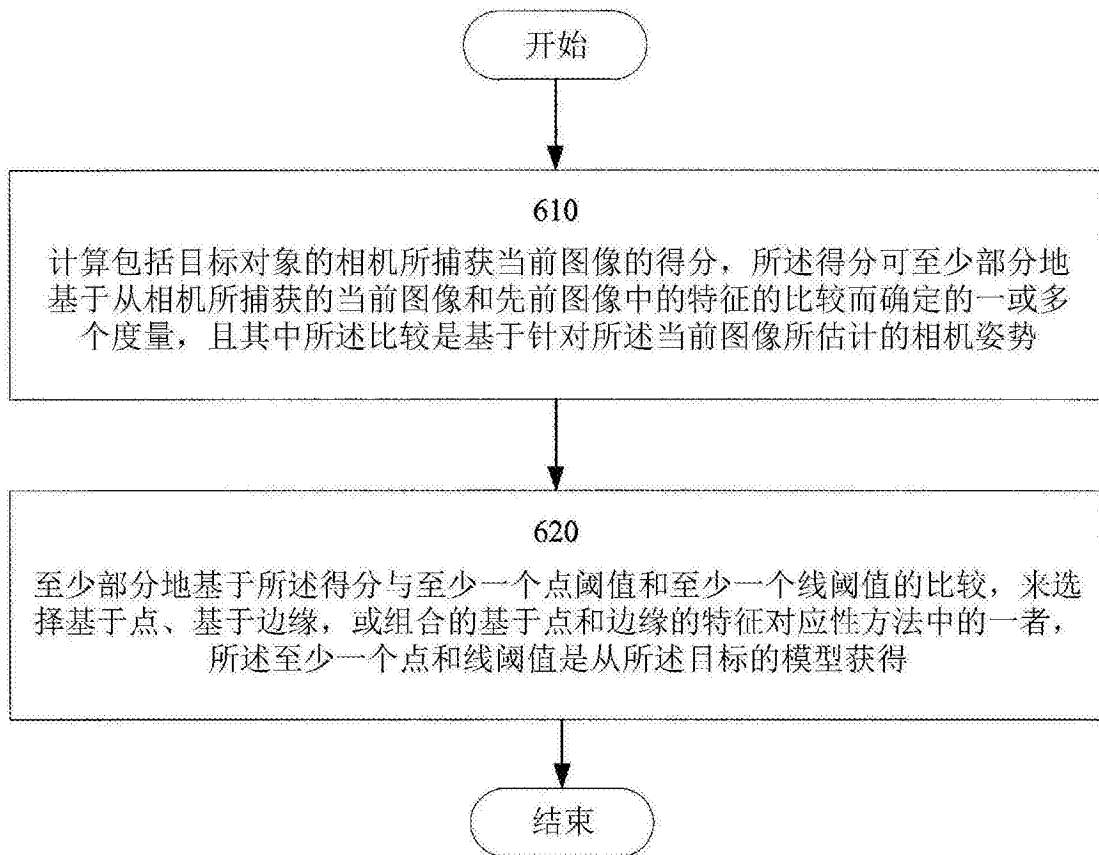 开始
610
计算包括目标对象的相机所捕获当前图像的得分，所述得分可至少部分地
基于从相机所捕获的当前图像和先前图像中的特征的比较而确定的一或多
个度量，且其中所述比较是基于针对所述当前图像所估计的相机姿势
620
至少部分地基于所述得分与至少一个点阈值和至少一个线阈值的比较，来选
择基于点、基于边缘，或组合的基于点和边缘的特征对应性方法中的一者，
所述至少一个点和线阈值是从所述目标的模型获得
结束